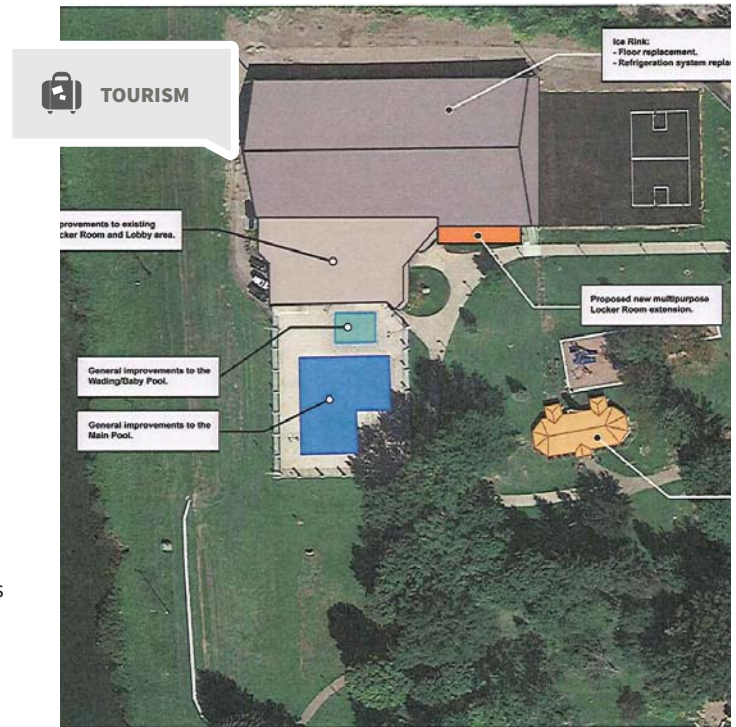 Ice Rink:
- Floor replacement.
- Refrigeration system repla
TOURISM
provements to existing
cker Room and Lobby area.
Proposed new multipurpose
Locker Room extension.
General improvements to the
Wading/Baby Pool.
General improvements to the
Main Pool.
s